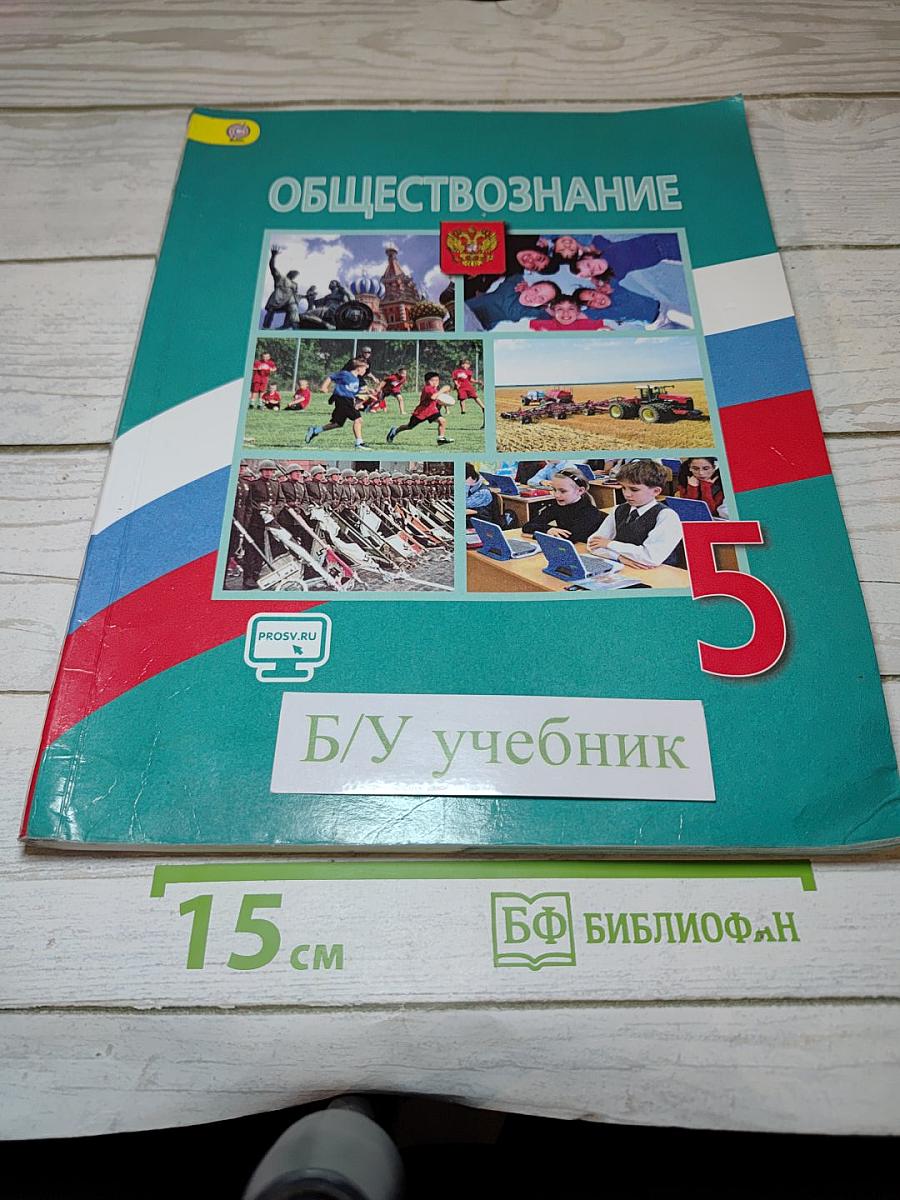 ОБЩЕСТВОЗНАНИЕ
5
PROSV.RU
Б/У учебник
15 см
БФ БИБЛИОФАН